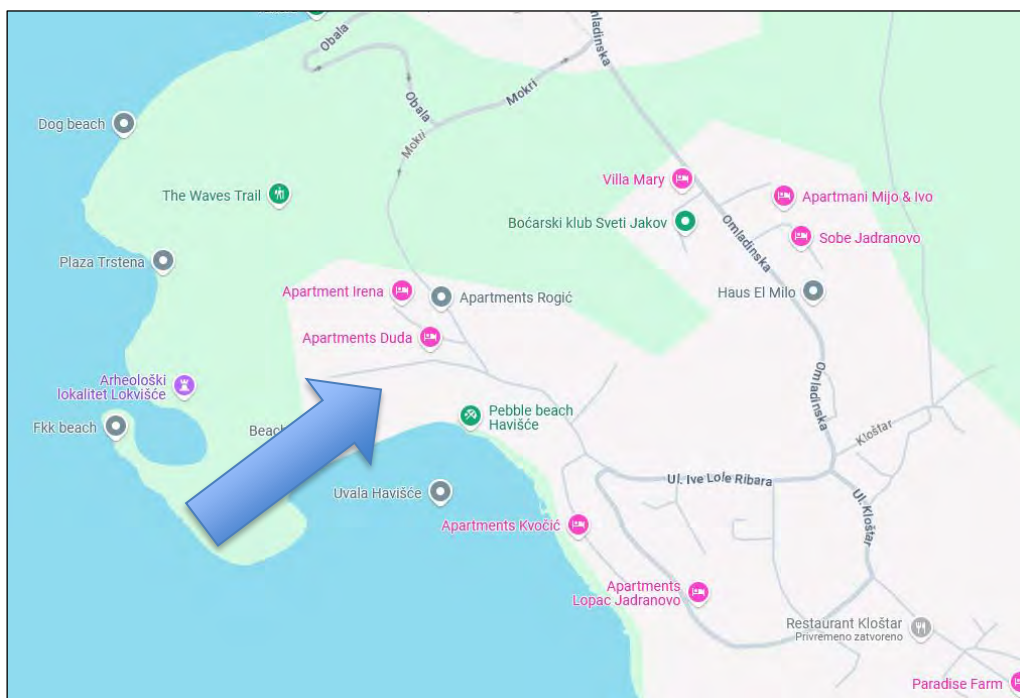 Obala
Omladinska
Obala
Mokri
Mokri
Dog beach
The Waves Trail
Villa Mary
Apartmani Mijo & Ivo
Boćarski klub Sveti Jakov
Omladinska
Sobe Jadranovo
Plaza Trstena
Apartment Irena
Apartments Rogić
Haus El Milo
Apartments Duda
Arheološki
lokalitet Lokvišće
Omladinska
Fkk beach
Beach
Pebble beach
Havišće
Kloštar
Uvala Havišće
Ul. Ive Lole Ribara
Ul. Kloštar
Apartments Kvočić
Apartments
Lopac Jadranovo
Restaurant Kloštar
Privremeno zatvoreno
Paradise Farm